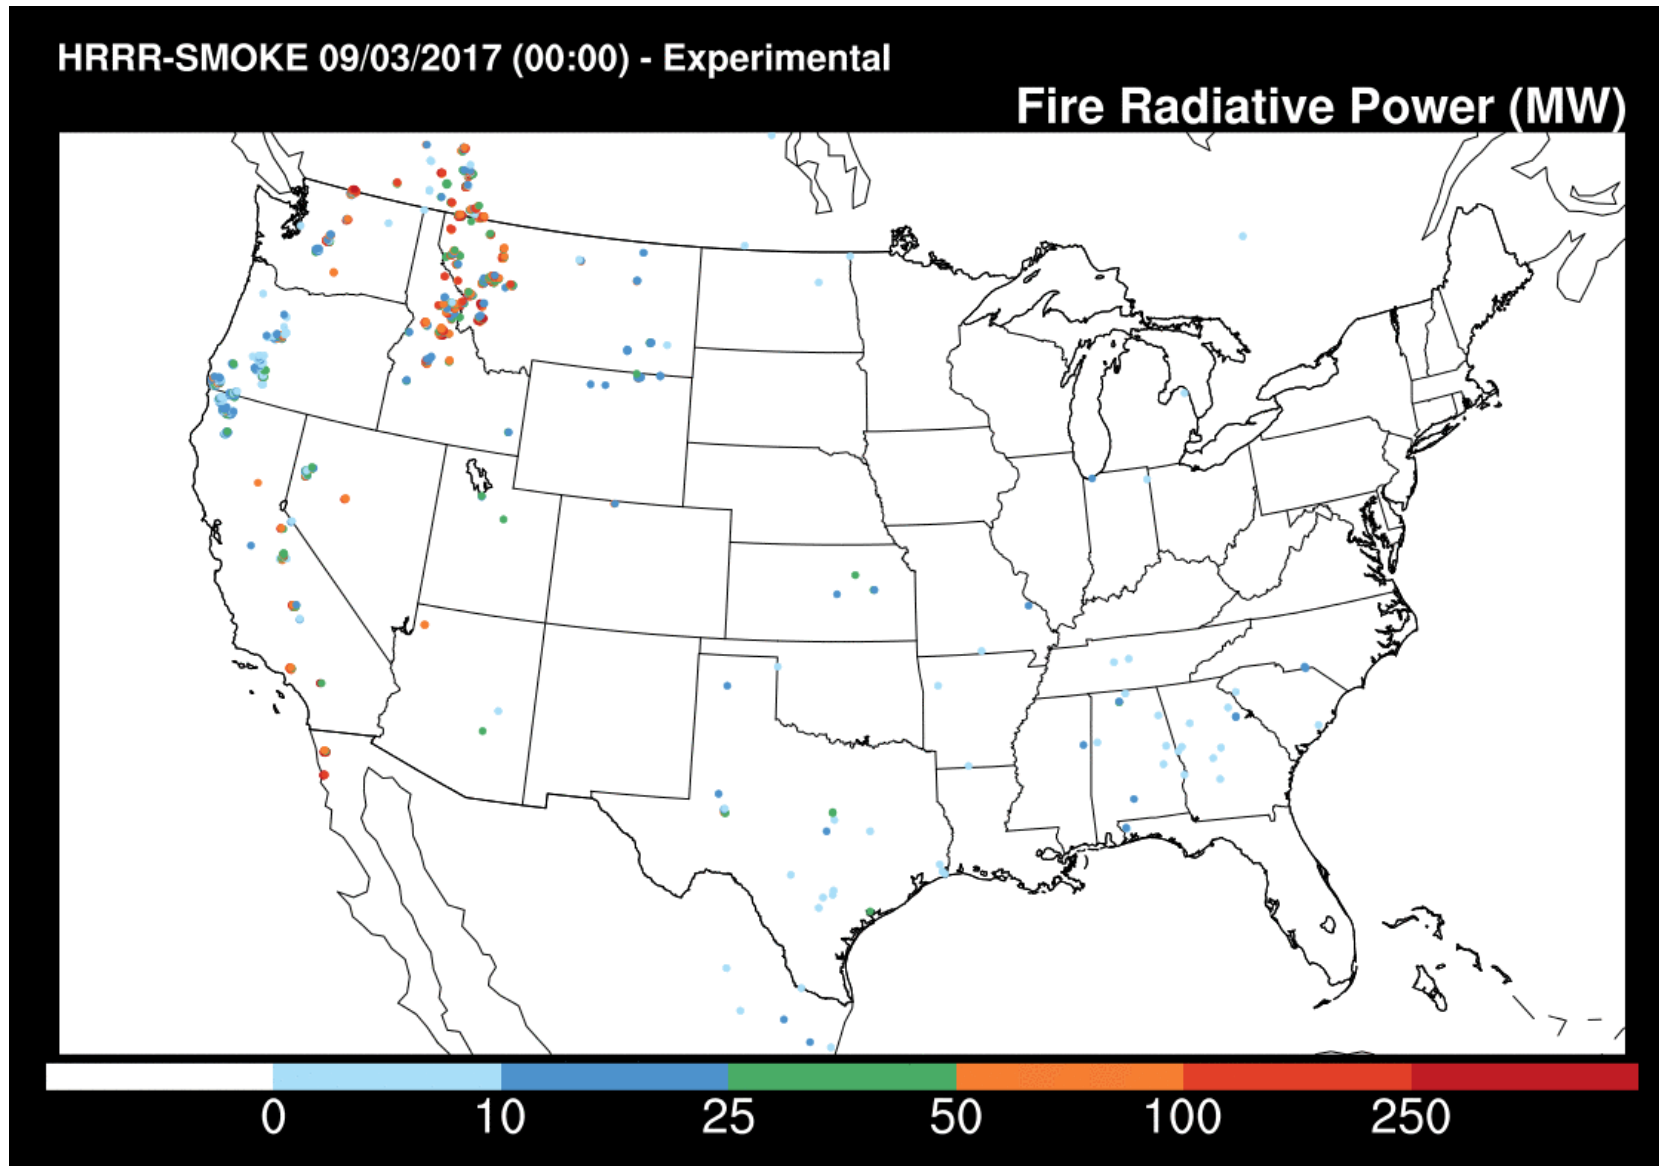 HRRR-SMOKE 09/03/2017 (00:00) - Experimental
Fire Radiative Power (MW)
0 10 25 50 100 250